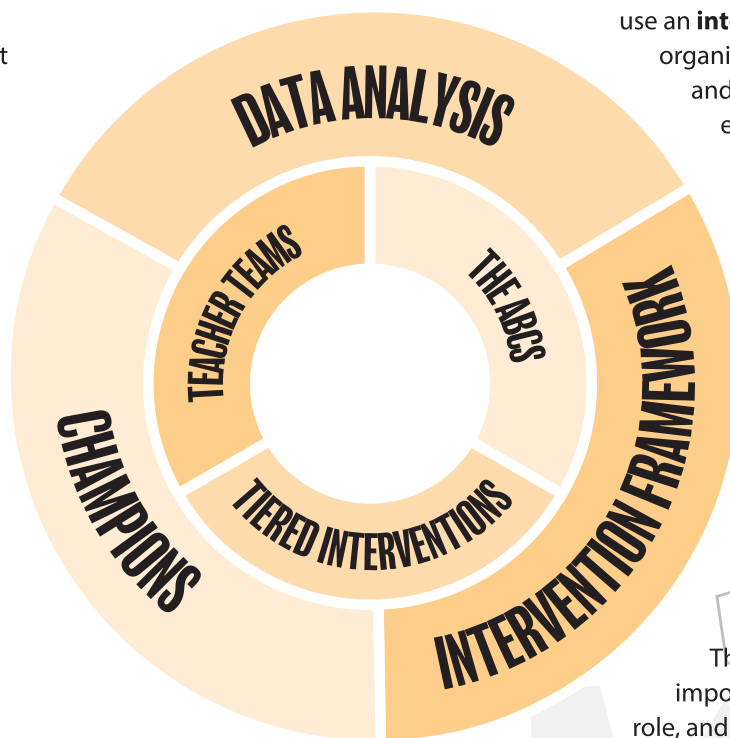 t
use an int
organi
and
e
DATA ANALYSIS
TEACHER TEAMS
THE ABCS
INTERVENTION FRAMEWORK
CHAMPIONS
TIERED INTERVENTIONS
Th
impo
role, and